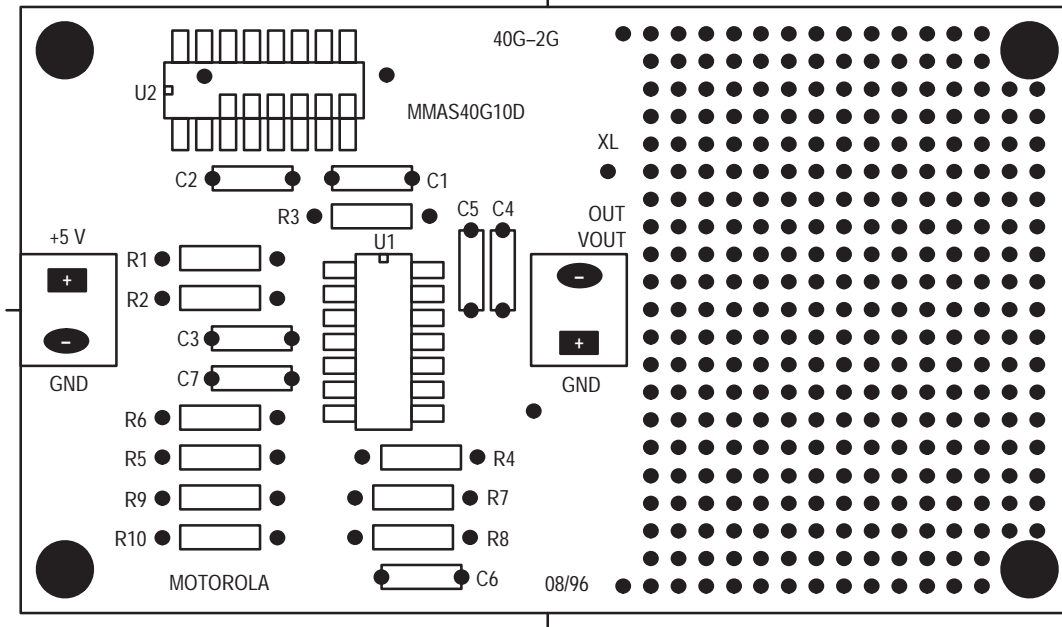 40G–2G
U2
MMAS40G10D
XL
C2
C1
R3
C5 C4
OUT
VOUT
+5 V
U1
R1
+
–
R2
–
+
C3
GND
C7
GND
R6
R5
R4
R9
R7
R10
R8
MOTOROLA
C6
08/96